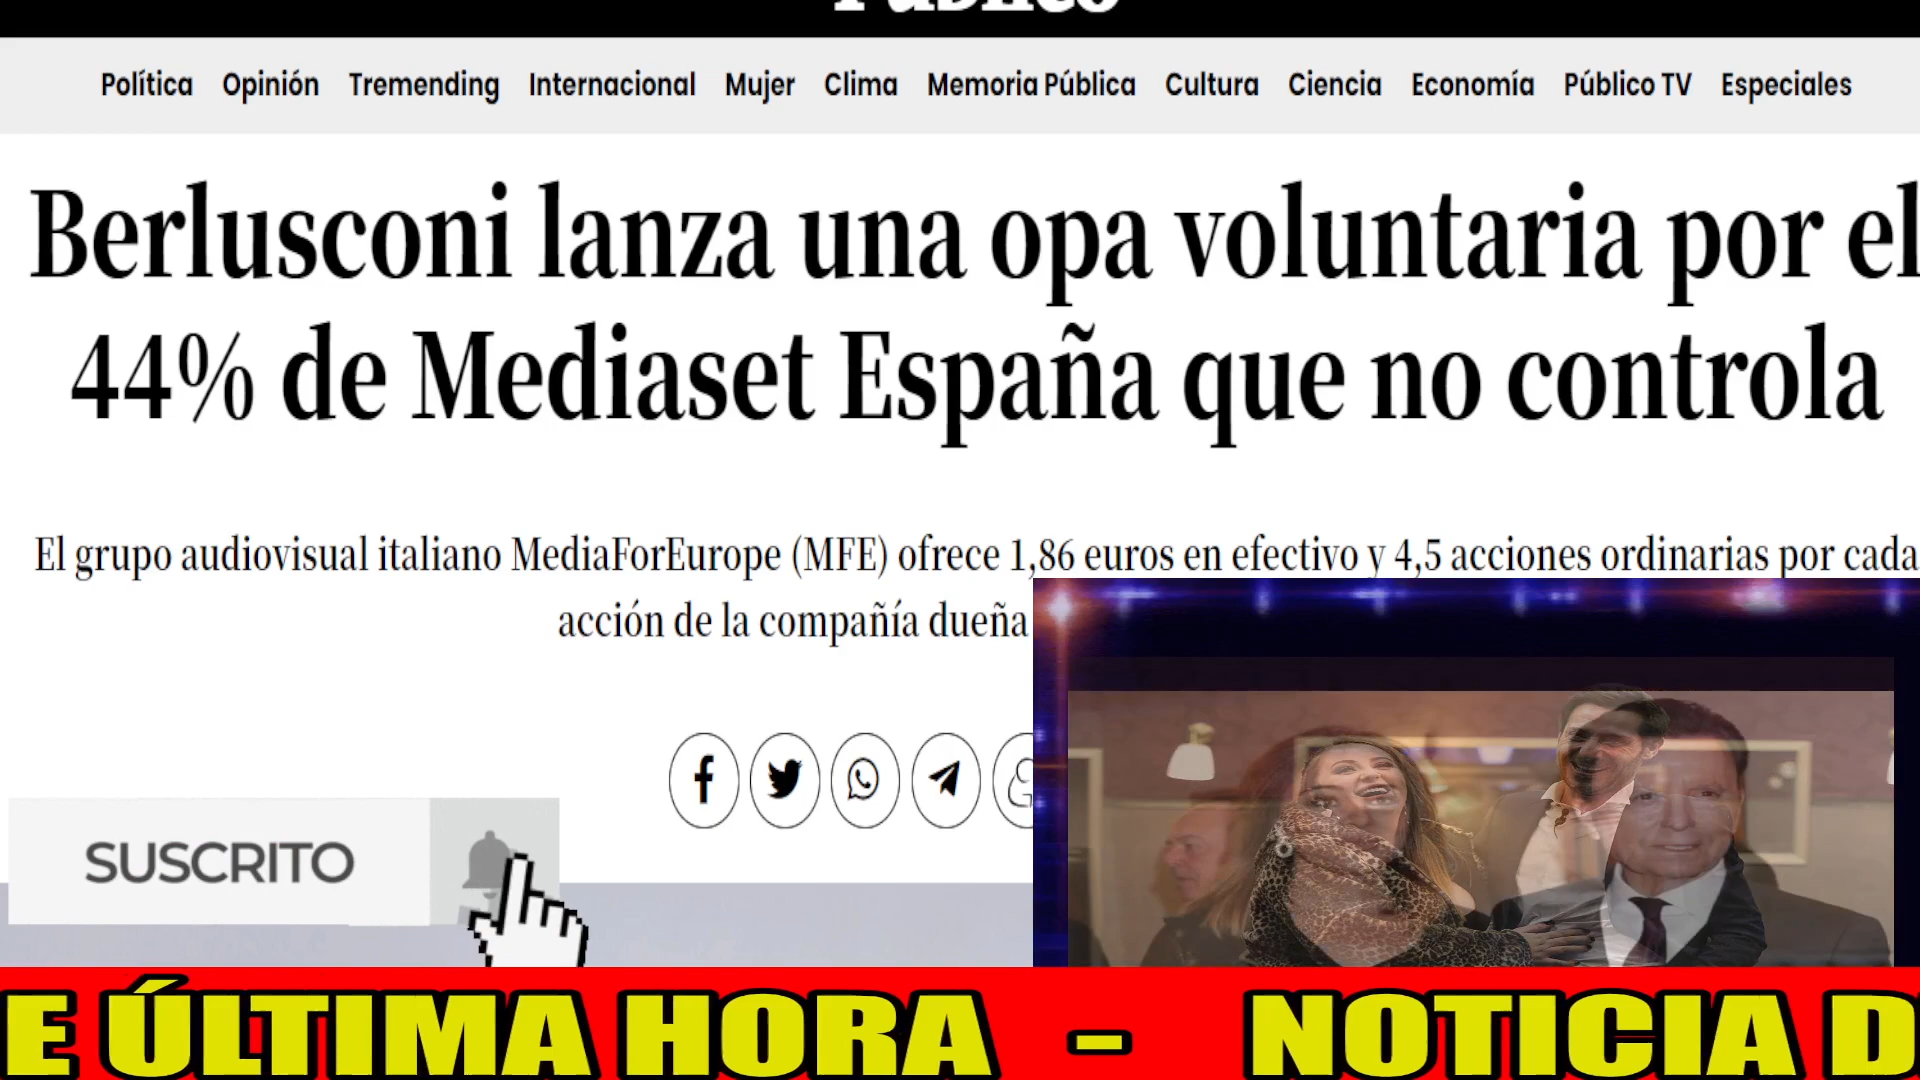 Público
Política Opinión Tremending Internacional Mujer Clima Memoria Pública Cultura Ciencia Economía Público TV Especiales
Berlusconi lanza una opa voluntaria por el
44% de Mediaset España que no controla
El grupo audiovisual italiano MediaForEurope (MFE) ofrece 1,86 euros en efectivo y 4,5 acciones ordinarias por cada
acción de la compañía dueña
SUSCRITO
E ÚLTIMA HORA - NOTICIA D